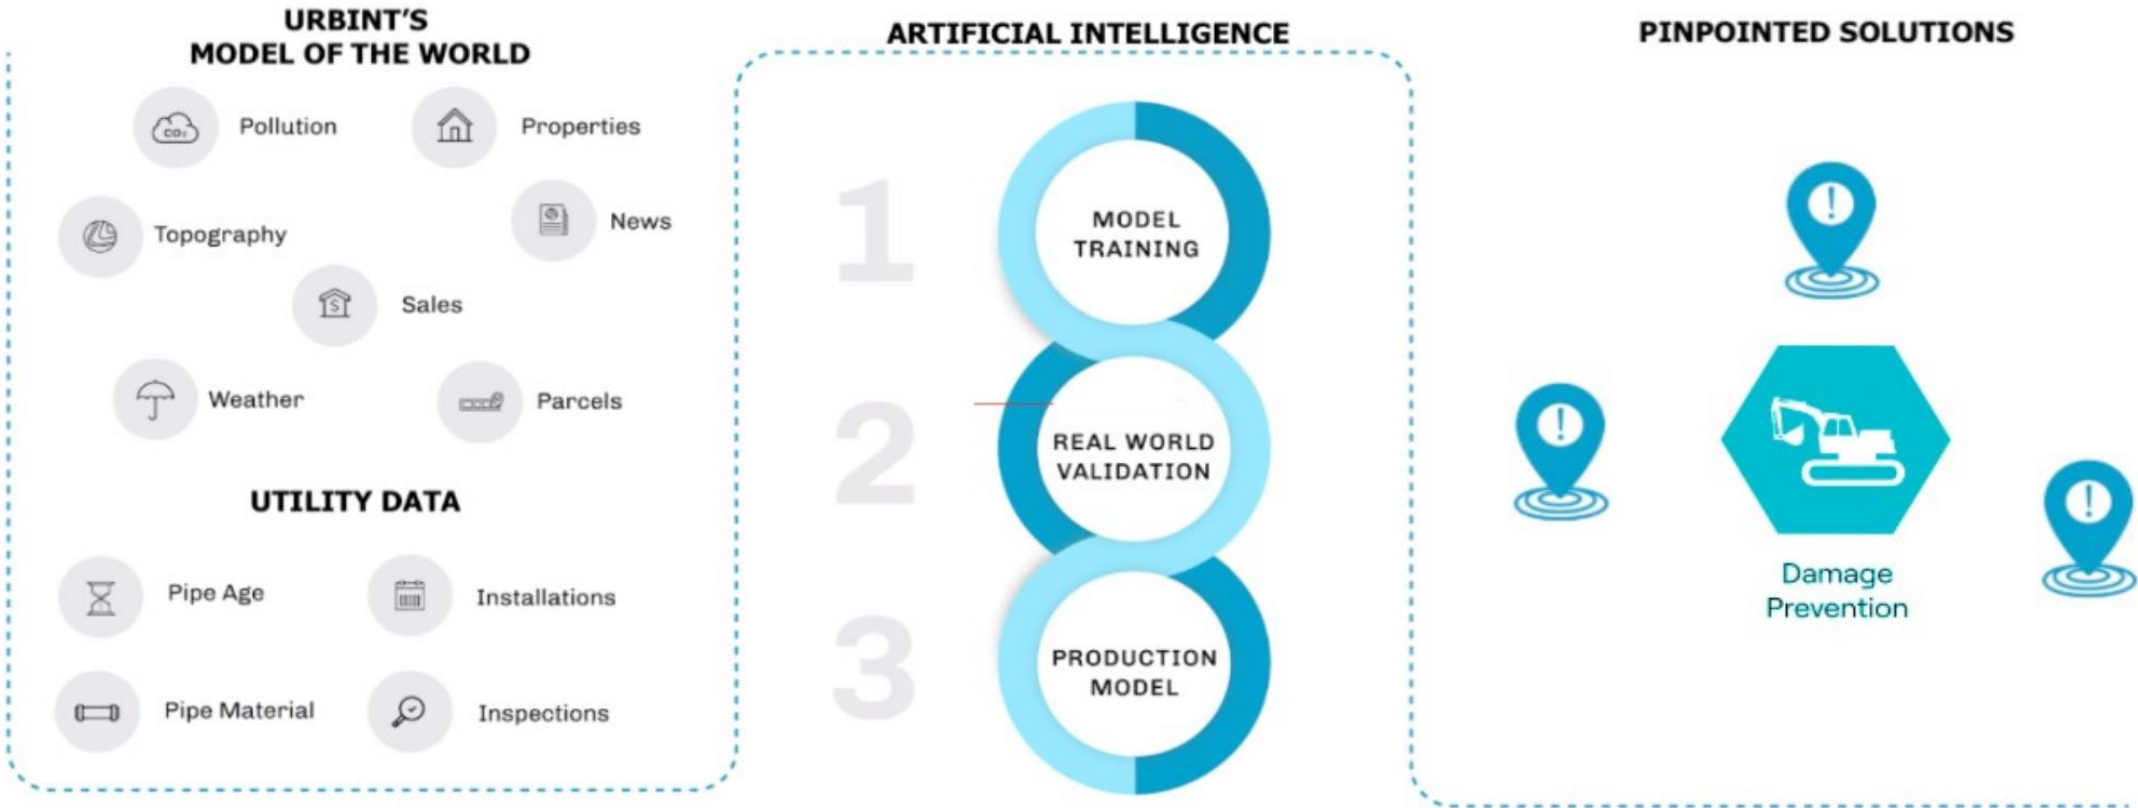 URBINT'S
MODEL OF THE WORLD
CO₂
Pollution
Properties
Topography
News
$
Sales
Weather
Parcels
UTILITY DATA
Pipe Age
Installations
Pipe Material
Inspections
ARTIFICIAL INTELLIGENCE
1
MODEL
TRAINING
2
REAL WORLD
VALIDATION
3
PRODUCTION
MODEL
PINPOINTED SOLUTIONS
!
!
!
Damage
Prevention